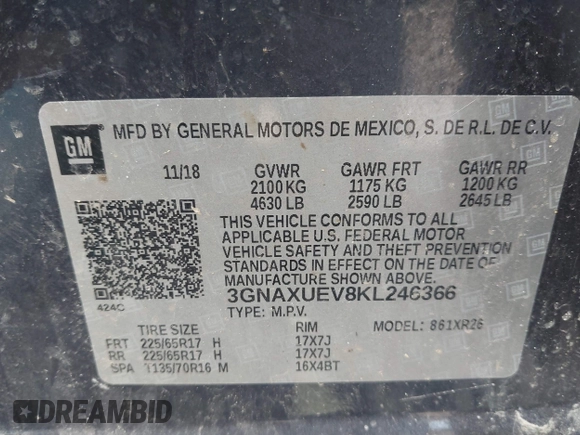 GM
MFD BY GENERAL MOTORS DE MEXICO, S. DE R.L. DE C.V.
11/18 GVWR GAWR FRT GAWR RR
2100 KG 1175 KG 1200 KG
4630 LB 2590 LB 2645 LB
THIS VEHICLE CONFORMS TO ALL
APPLICABLE U.S. FEDERAL MOTOR
VEHICLE SAFETY AND THEFT PREVENTION
STANDARDS IN EFFECT ON THE DATE OF
MANUFACTURE SHOWN ABOVE.
3GNAXUEV8KL246366
424C TYPE: M.P.V. MODEL: 861XR26
TIRE SIZE RIM
FRT 225/65R17 H 17X7J
RR 225/65R17 H 17X7J
SPA T135/70R16 M 16X4BT
DREAMBID